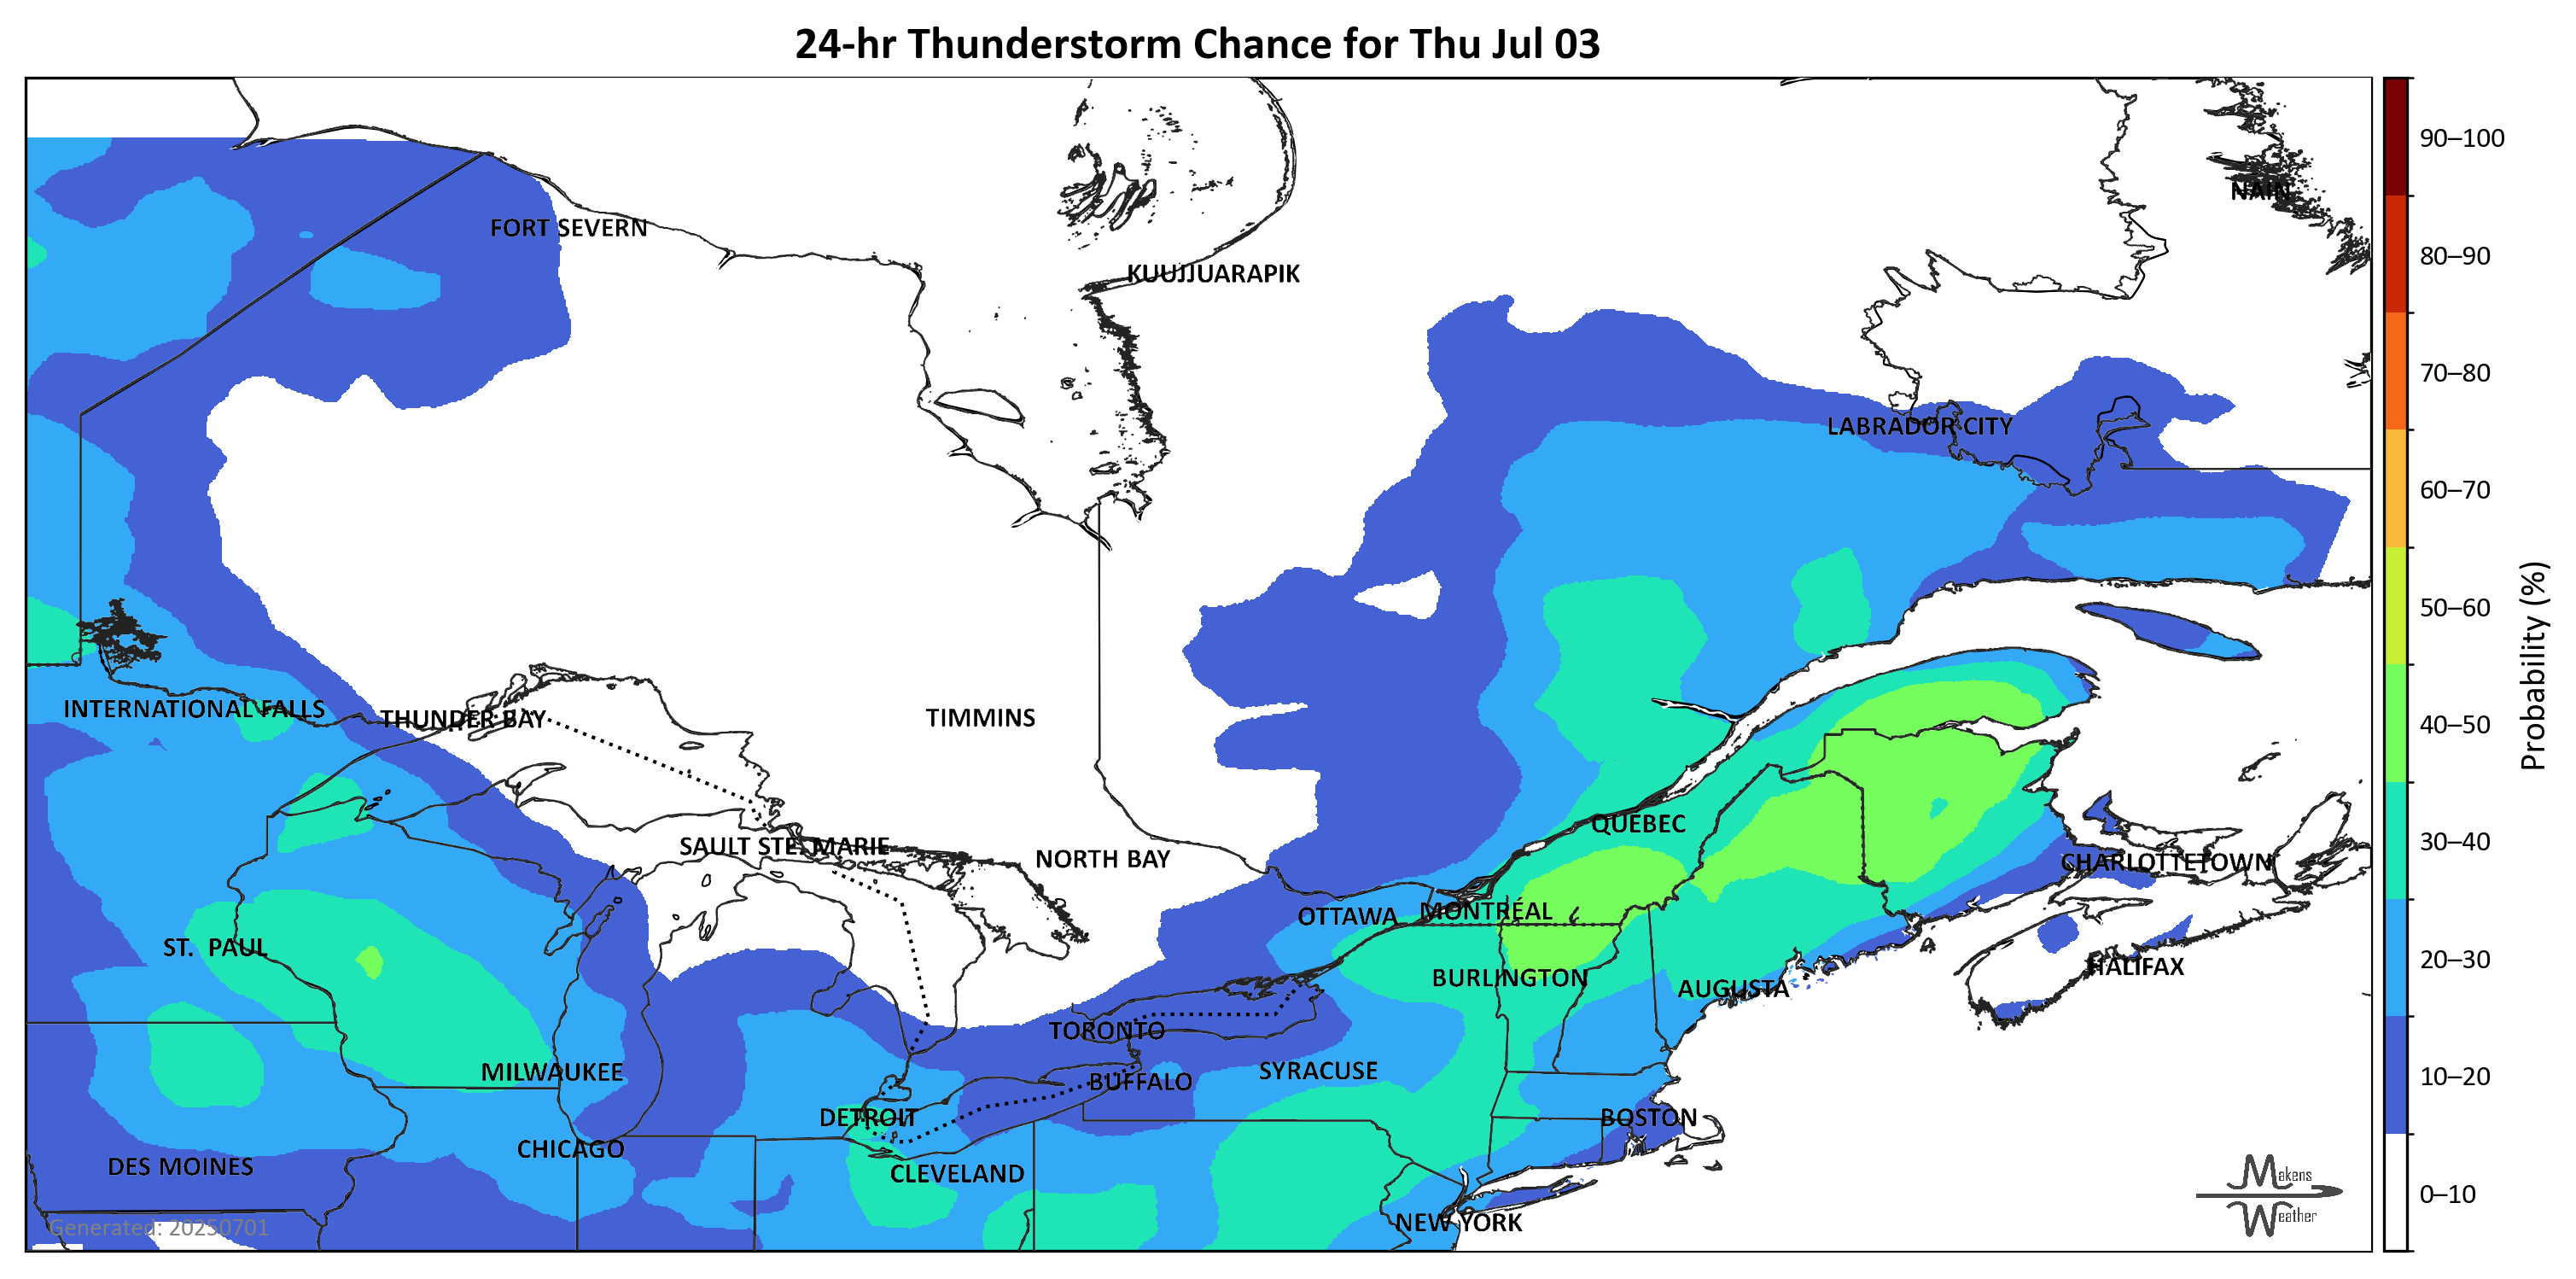 24-hr Thunderstorm Chance for Thu Jul 03
90–100
NAIN
FORT SEVERN
80–90
KUUJJUARAPIK
70–80
LABRADOR CITY
60–70
50–60
Probability (%)
INTERNATIONAL FALLS
THUNDER BAY
TIMMINS
40–50
QUEBEC
SAULT STE. MARIE
NORTH BAY
30–40
CHARLOTTETOWN
OTTAWA
MONTRÉAL
ST. PAUL
BURLINGTON
HALIFAX
20–30
AUGUSTA
TORONTO
MILWAUKEE
SYRACUSE
BUFFALO
10–20
DETROIT
BOSTON
CHICAGO
DES MOINES
CLEVELAND
Makens
Weather
0–10
NEW YORK
Generated: 20250701